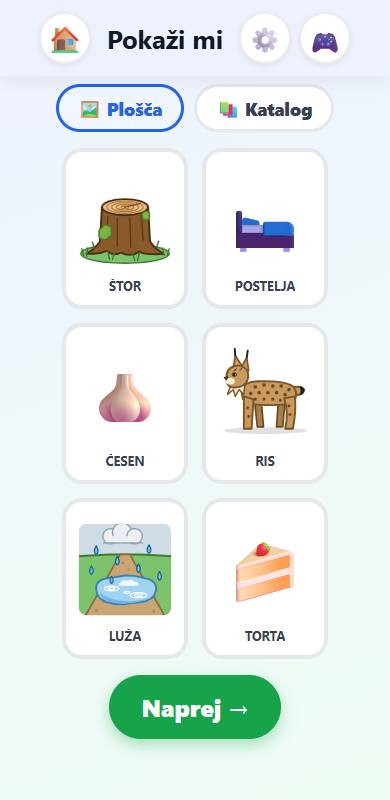 Pokaži mi
Plošča
Katalog
ŠTOR
POSTELJA
ČESEN
RIS
LUŽA
TORTA
Naprej →